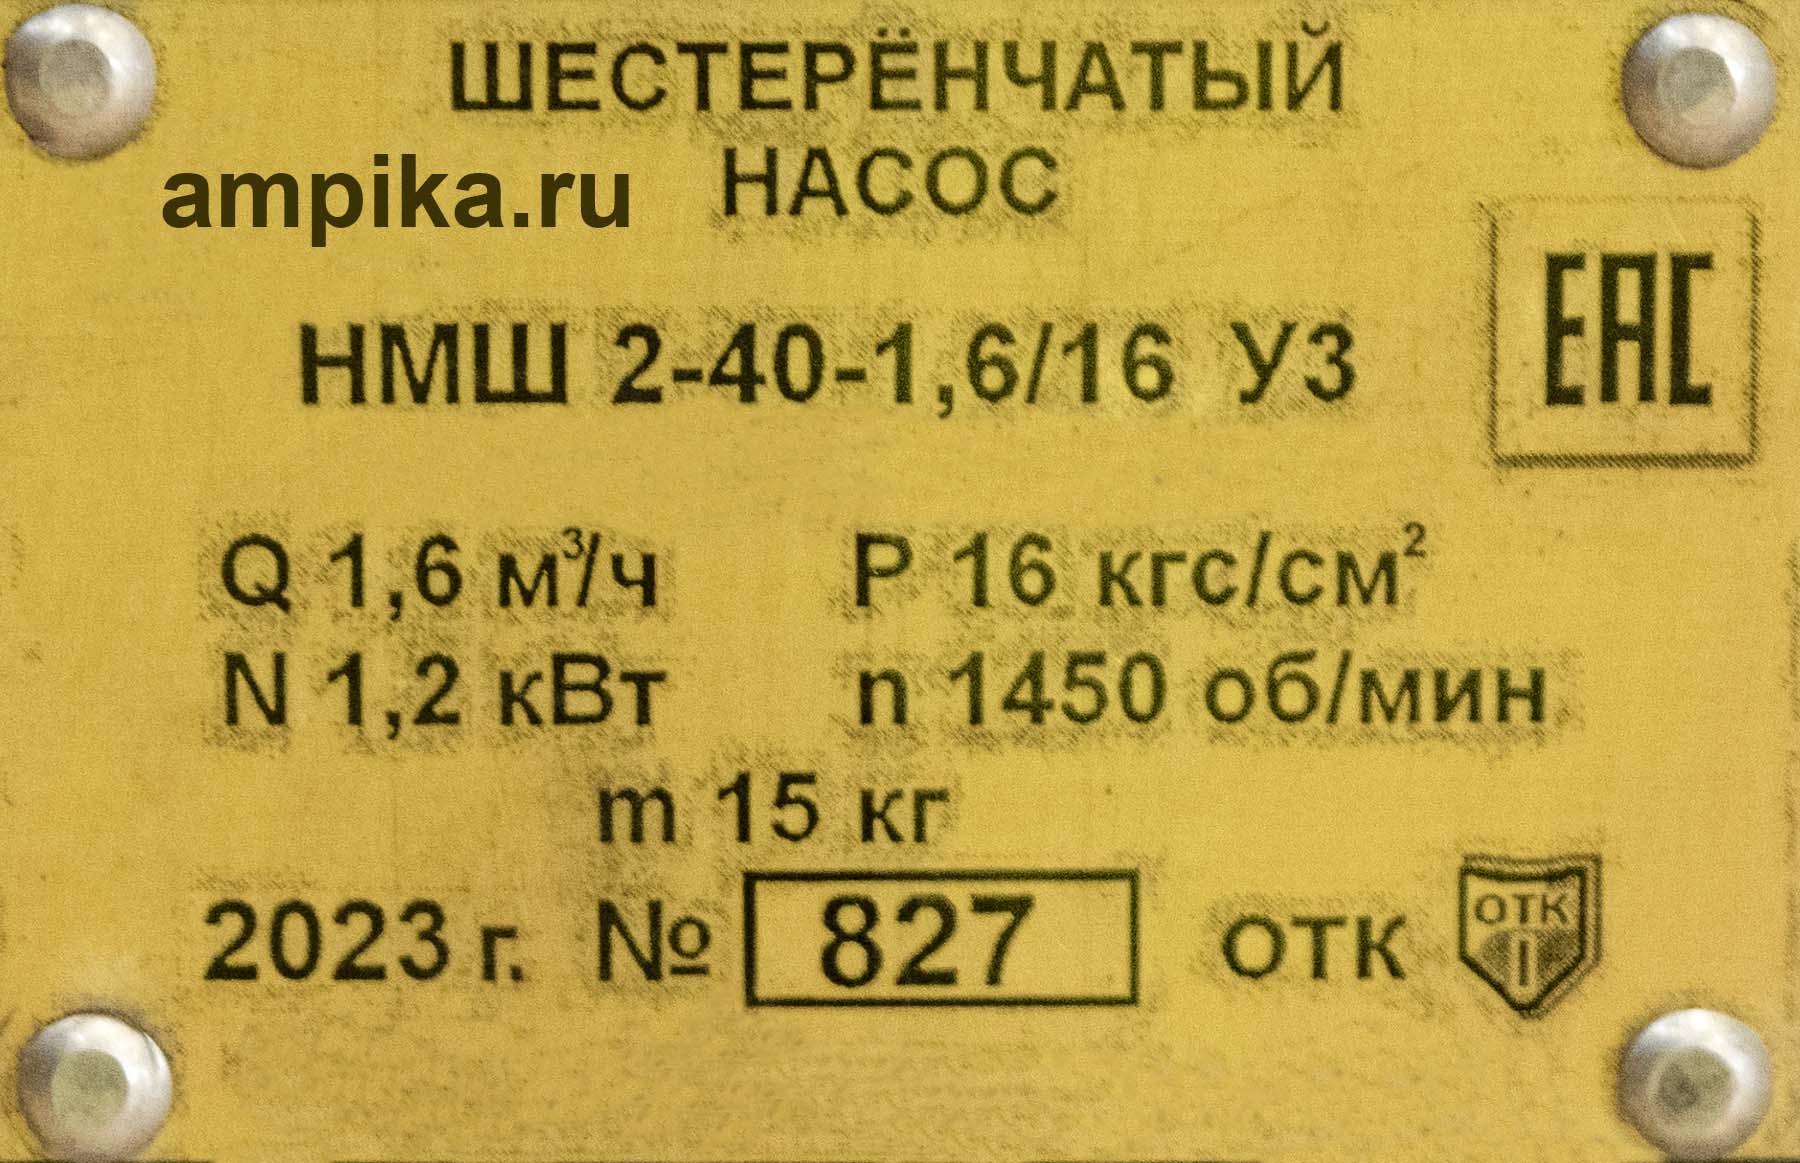 ШЕСТЕРЁНЧАТЫЙ
ampika.ru НАСОС
НМШ 2-40-1,6/16 У3
ЕАС
Q 1,6 м³/ч P 16 кгс/см²
N 1,2 кВт n 1450 об/мин
m 15 кг
2023 г. № 827 ОТК
ОТК
1